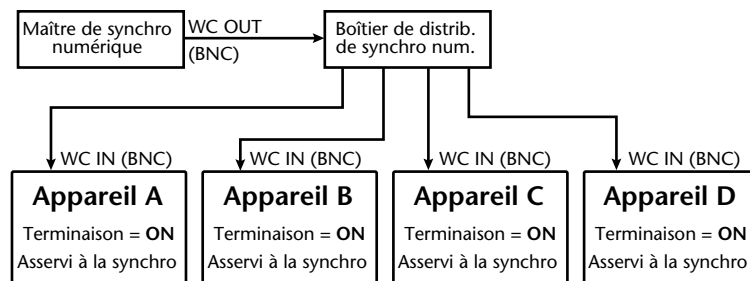 Maître de synchro
numérique
WC OUT
(BNC)
Boîtier de distrib.
de synchro num.
WC IN (BNC)
WC IN (BNC)
WC IN (BNC)
WC IN (BNC)
Appareil A
Terminaison = ON
Asservi à la synchro
Appareil B
Terminaison = ON
Asservi à la synchro
Appareil C
Terminaison = ON
Asservi à la synchro
Appareil D
Terminaison = ON
Asservi à la synchro